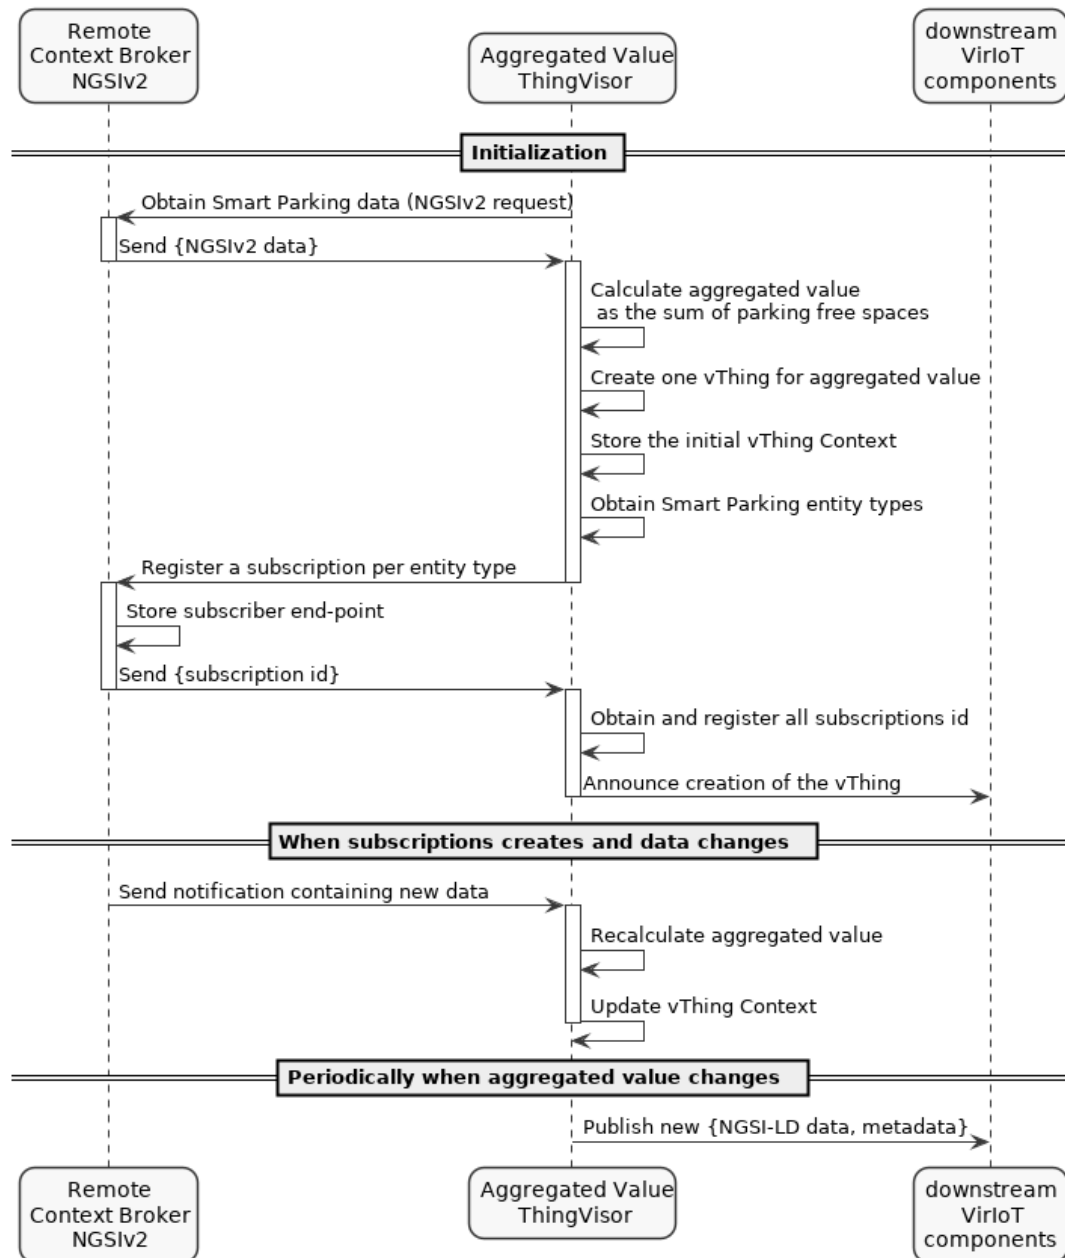 Remote
Context Broker
NGSIv2
Aggregated Value
ThingVisor
downstream
VirIoT
components
Initialization
Obtain Smart Parking data (NGSIv2 request)
Send {NGSIv2 data}
Calculate aggregated value
as the sum of parking free spaces
Create one vThing for aggregated value
Store the initial vThing Context
Obtain Smart Parking entity types
Register a subscription per entity type
Store subscriber end-point
Send {subscription id}
Obtain and register all subscriptions id
Announce creation of the vThing
When subscriptions creates and data changes
Send notification containing new data
Recalculate aggregated value
Update vThing Context
Periodically when aggregated value changes
Publish new {NGSI-LD data, metadata}
Remote
Context Broker
NGSIv2
Aggregated Value
ThingVisor
downstream
VirIoT
components